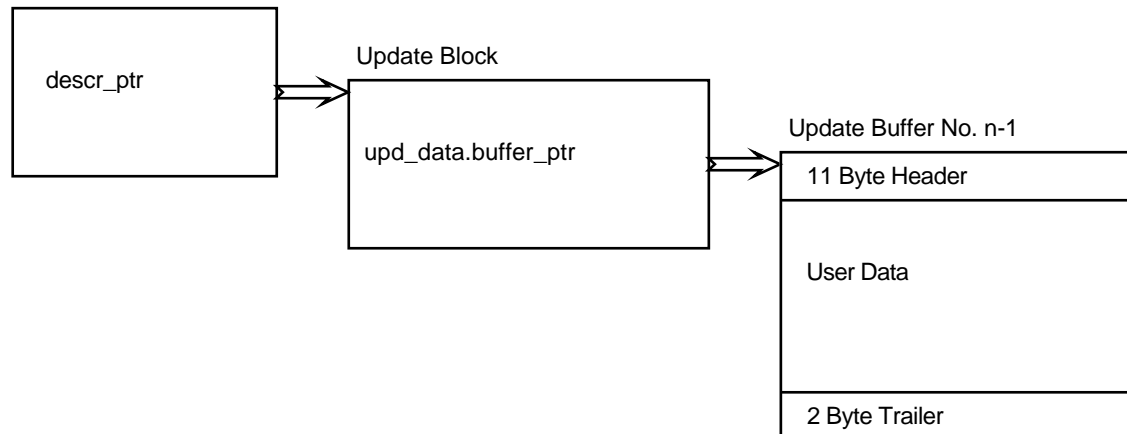 descr_ptr
Update Block
upd_data.buffer_ptr
Update Buffer No. n-1
11 Byte Header
User Data
2 Byte Trailer